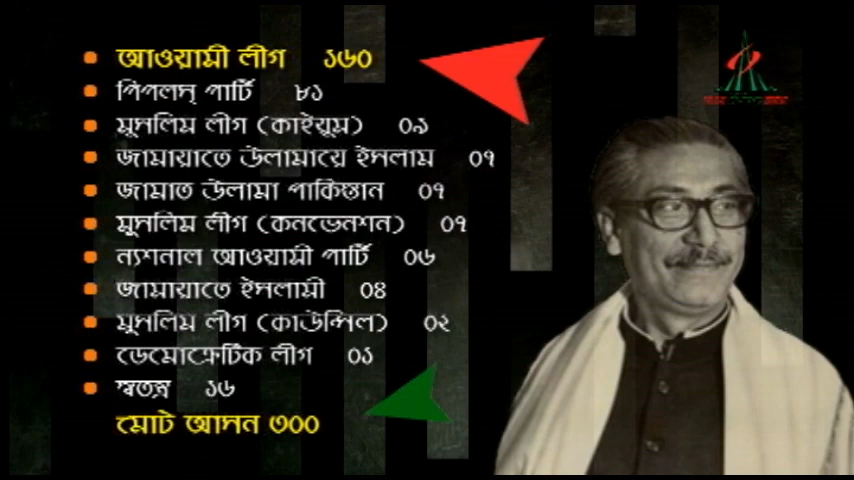 আওয়ামী লীগ ১৬০
পিপলস্ পার্টি ৮১
মুসলিম লীগ (কাইয়ুম) ০৯
জামায়াতে উলামায়ে ইসলাম ০৭
জামাত উলামা পাকিস্তান ০৭
মুসলিম লীগ (কনভেনশন) ০৭
ন্যশনাল আওয়ামী পার্টি ০৬
জামায়াতে ইসলামী ০৪
মুসলিম লীগ (কাউন্সিল) ০২
ডেমোক্রেটিক লীগ ০১
স্বতন্ত্র ১৬
মোট আসন ৩০০